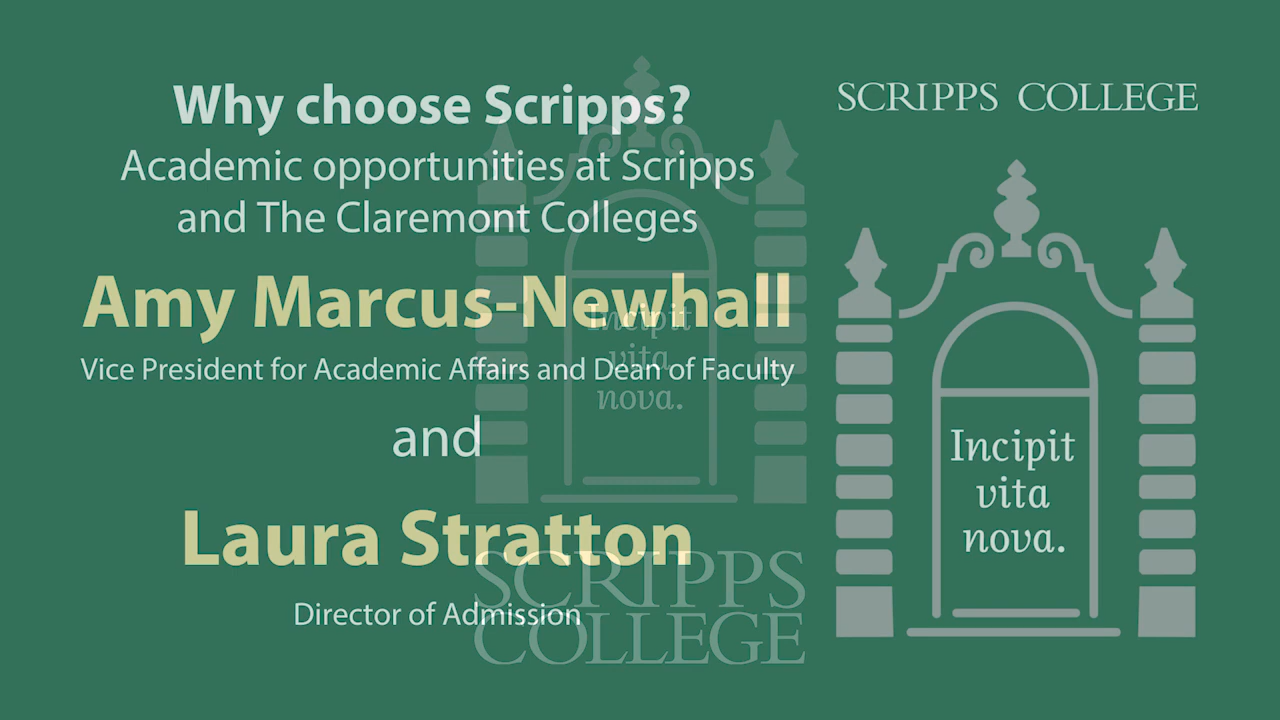 Why choose Scripps?
Academic opportunities at Scripps
and The Claremont Colleges
Amy Marcus-Newhall
Vice President for Academic Affairs and Dean of Faculty
and
Laura Stratton
Director of Admission
SCRIPPS COLLEGE
Incipit
vita
nova.
Incipit
vita
nova.
SCRIPPS
COLLEGE